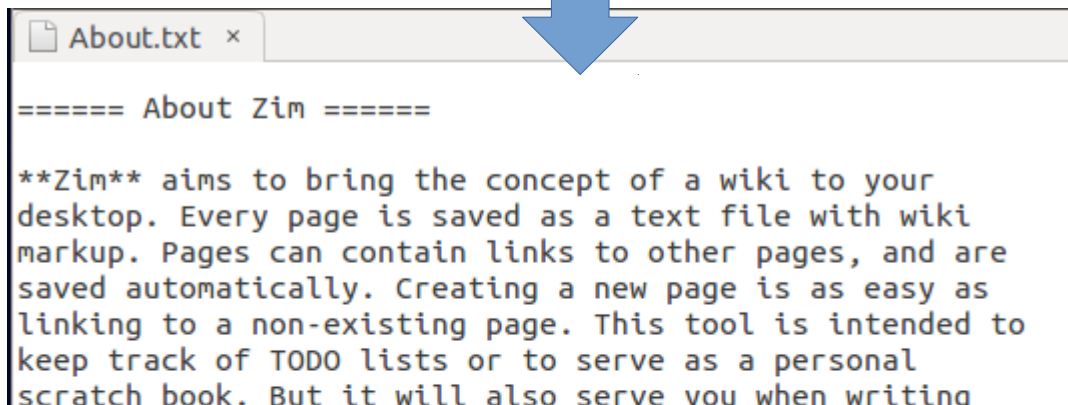 About.txt ×
====== About Zim ======
**Zim** aims to bring the concept of a wiki to your
desktop. Every page is saved as a text file with wiki
markup. Pages can contain links to other pages, and are
saved automatically. Creating a new page is as easy as
linking to a non-existing page. This tool is intended to
keep track of TODO lists or to serve as a personal
scratch book. But it will also serve you when writing